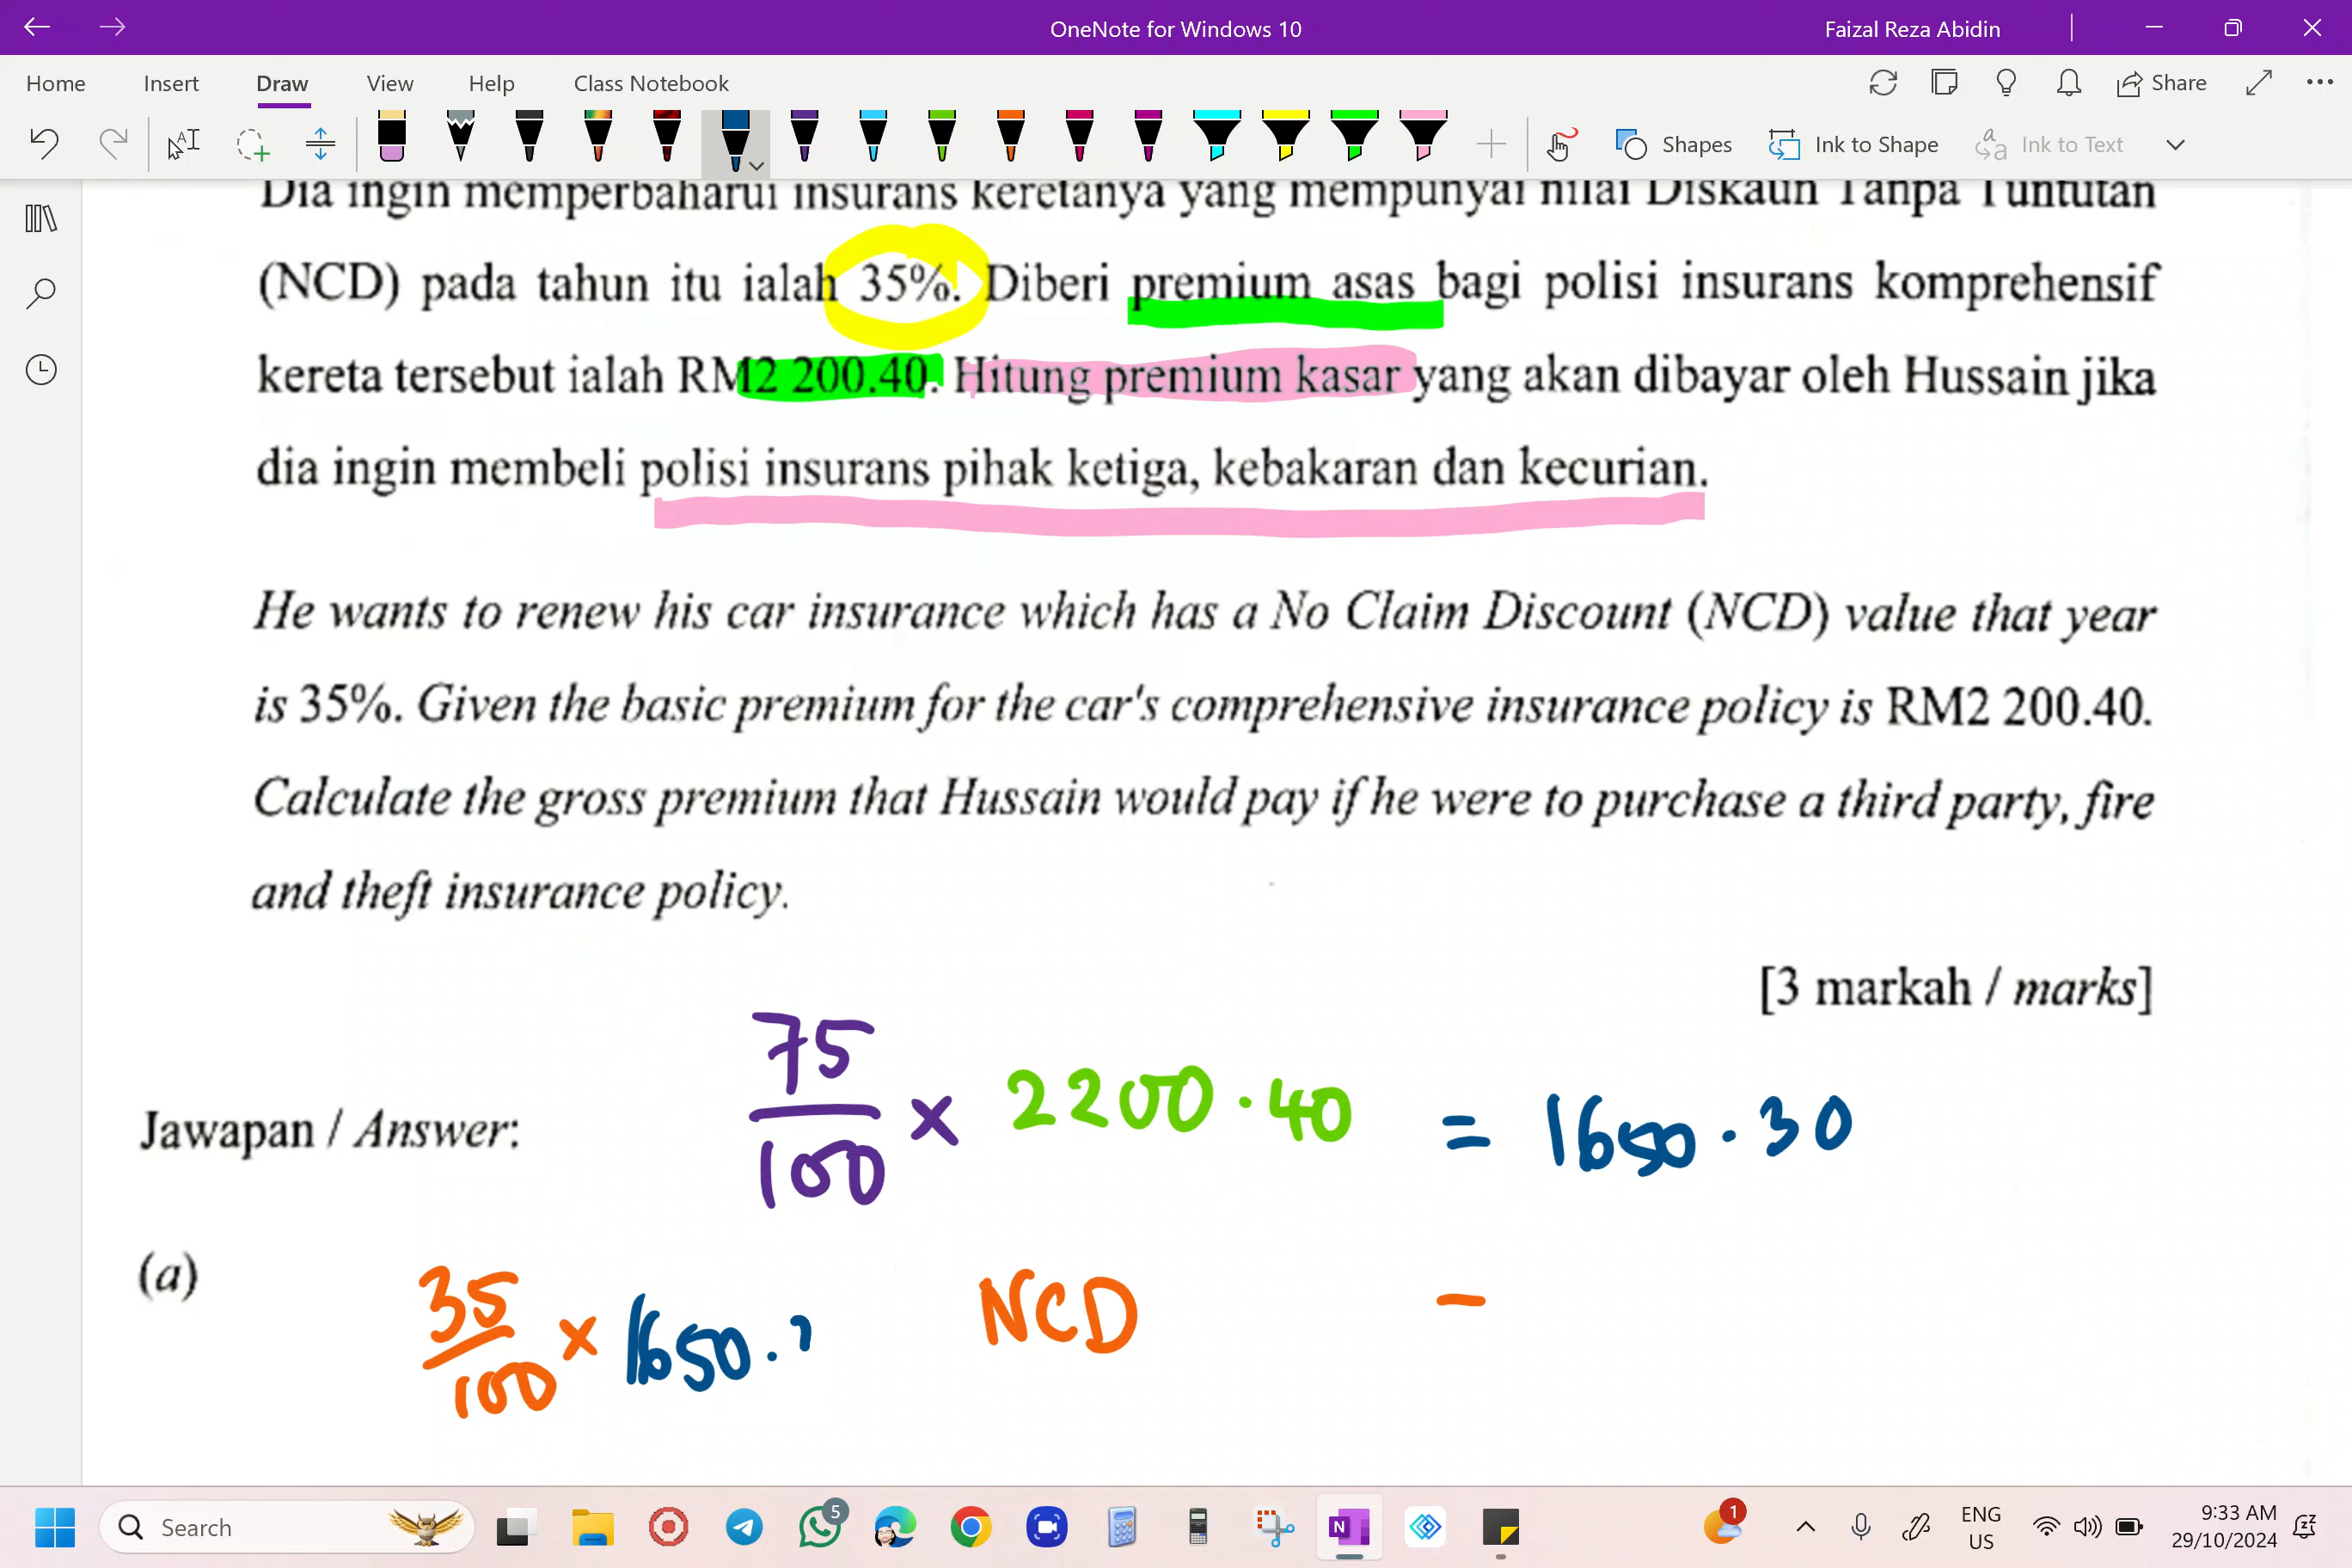 OneNote for Windows 10
Faizal Reza Abidin
Home Insert Draw View Help Class Notebook
Share
Shapes Ink to Shape Ink to Text
Dia ingin memperbaharui insurans keretanya yang mempunyai nilai Diskaun Tanpa Tuntutan
(NCD) pada tahun itu ialah 35%. Diberi premium asas bagi polisi insurans komprehensif
kereta tersebut ialah RM2 200.40. Hitung premium kasar yang akan dibayar oleh Hussain jika
dia ingin membeli polisi insurans pihak ketiga, kebakaran dan kecurian.
He wants to renew his car insurance which has a No Claim Discount (NCD) value that year
is 35%. Given the basic premium for the car's comprehensive insurance policy is RM2 200.40.
Calculate the gross premium that Hussain would pay if he were to purchase a third party, fire
and theft insurance policy.
[3 markah / marks]
Jawapan / Answer:
75/100 × 2200.40 = 1650.30
(a)
35/100 × 1650. NCD −
Search
5
1
ENG
US
9:33 AM
29/10/2024